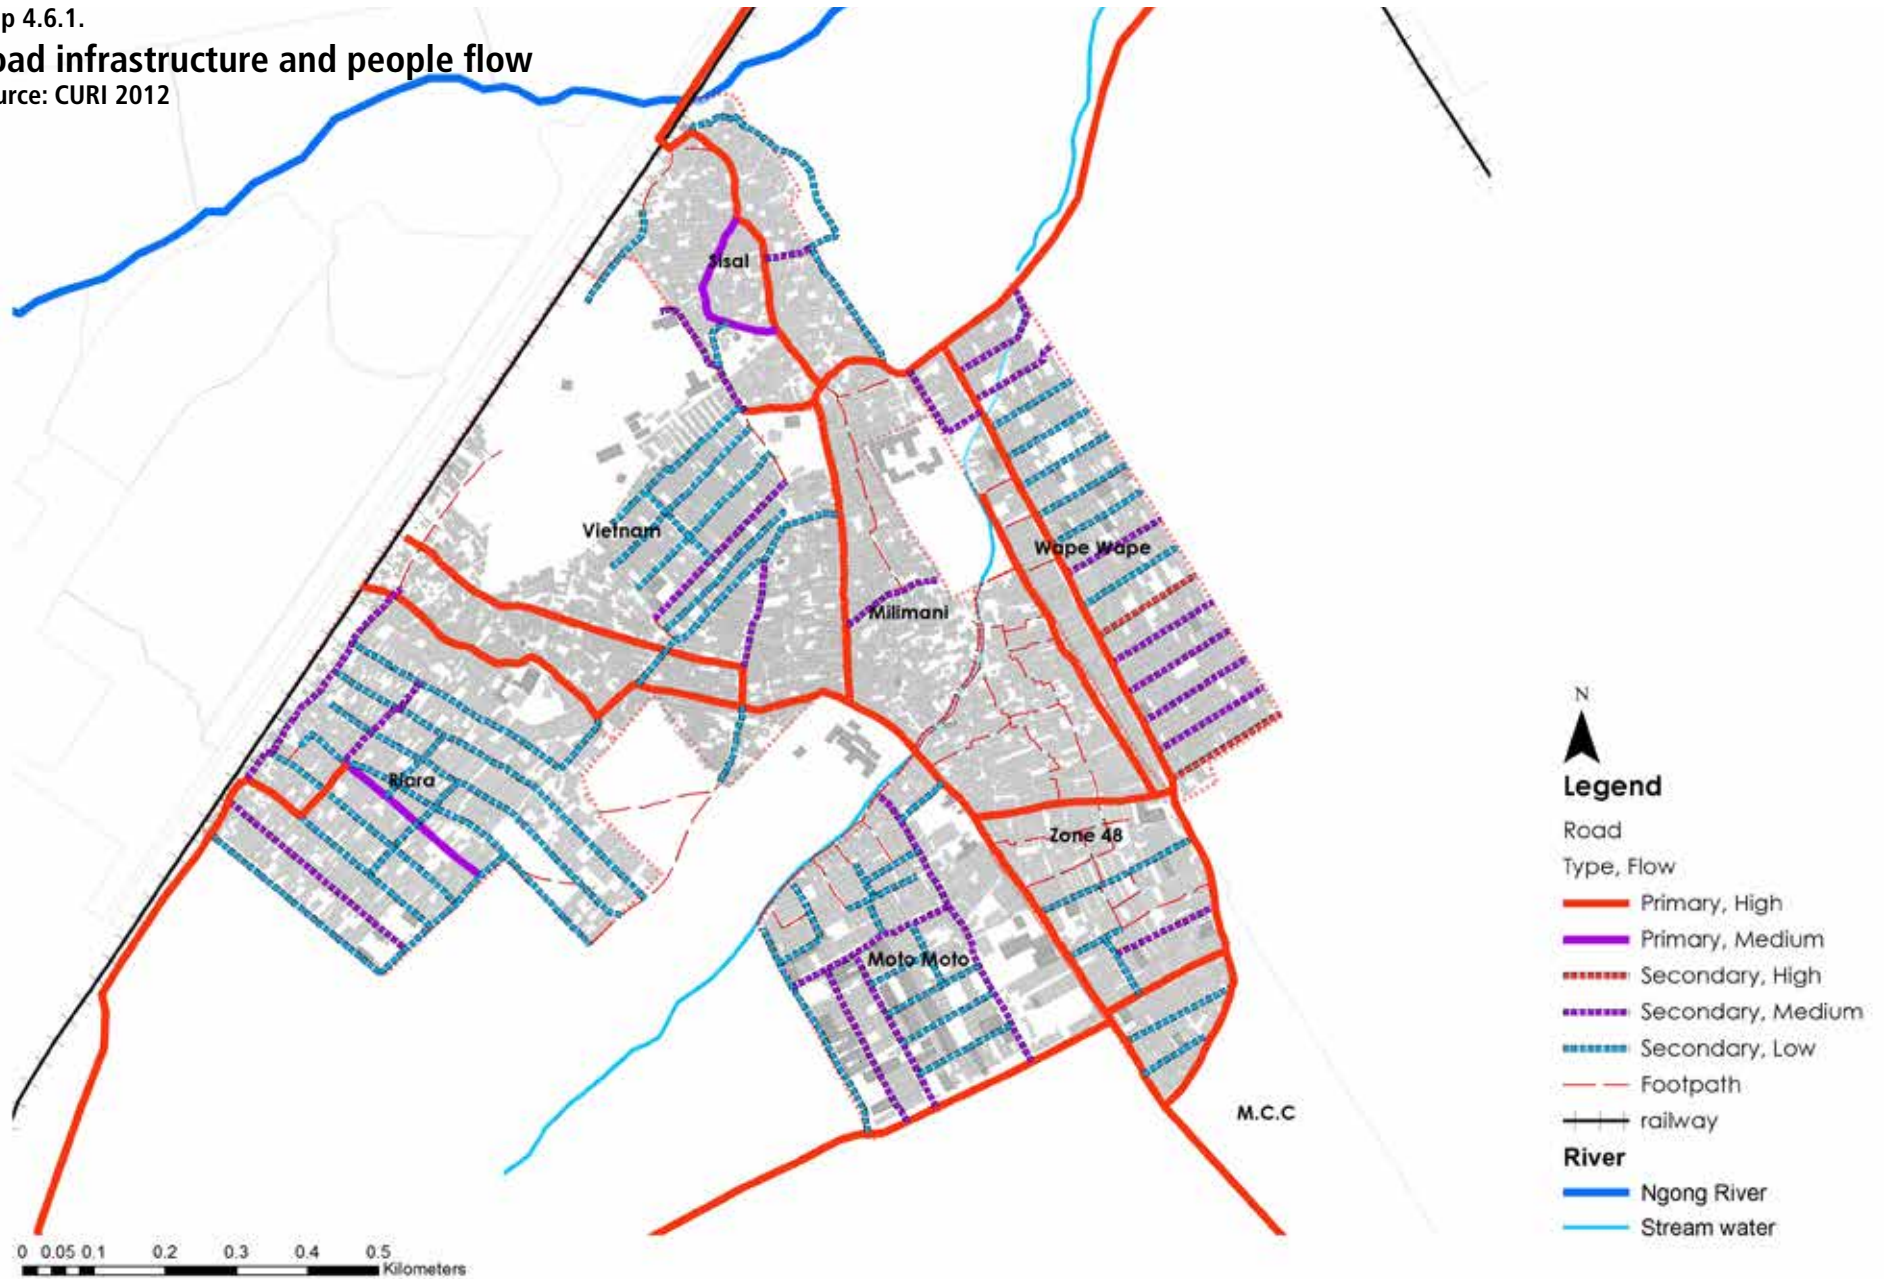 p 4.6.1.
oad infrastructure and people flow
urce: CURI 2012
Sisal
Vietnam
Wape Wape
Milimani
Riara
Zone 48
Moto Moto
M.C.C
N
Legend
Road
Type, Flow
Primary, High
Primary, Medium
Secondary, High
Secondary, Medium
Secondary, Low
Footpath
railway
River
Ngong River
Stream water
0 0.05 0.1 0.2 0.3 0.4 0.5
Kilometers